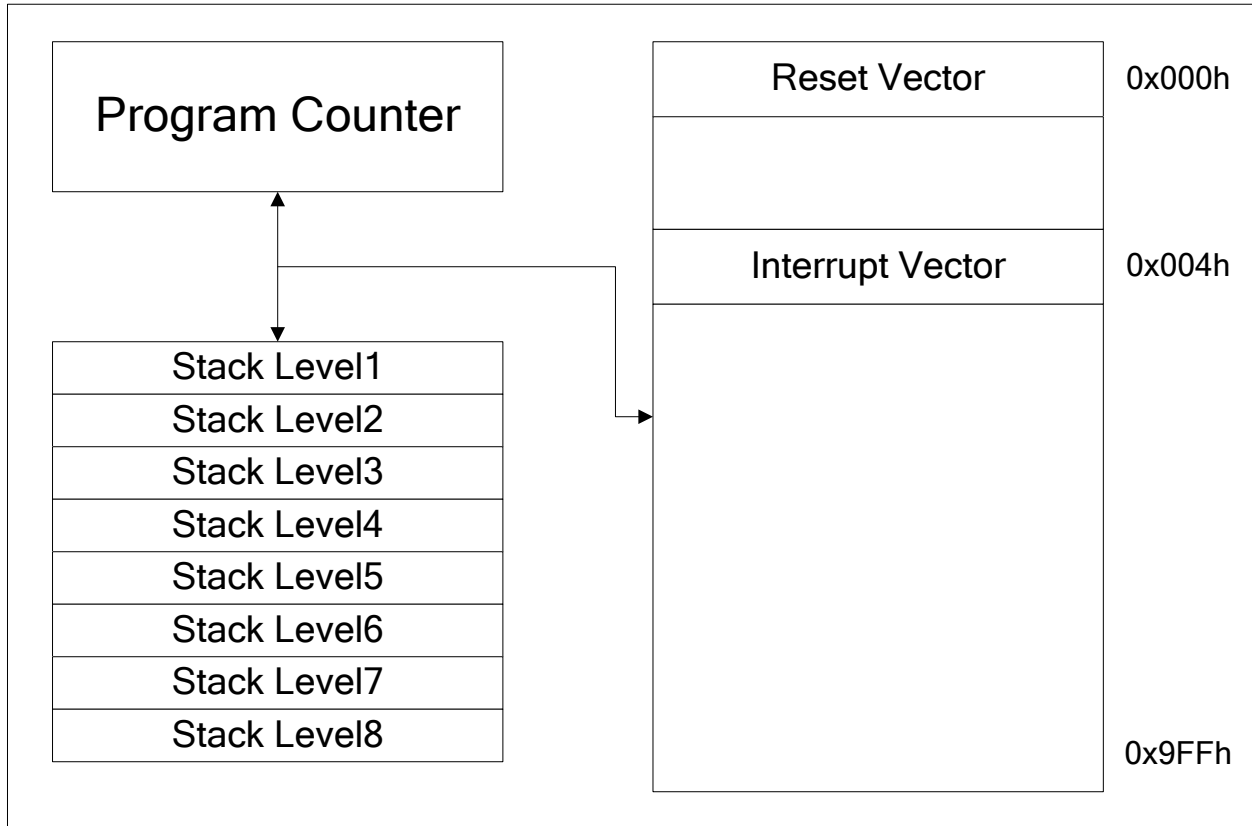 Program Counter
Stack Level1
Stack Level2
Stack Level3
Stack Level4
Stack Level5
Stack Level6
Stack Level7
Stack Level8
Reset Vector 0x000h
Interrupt Vector 0x004h
0x9FFh